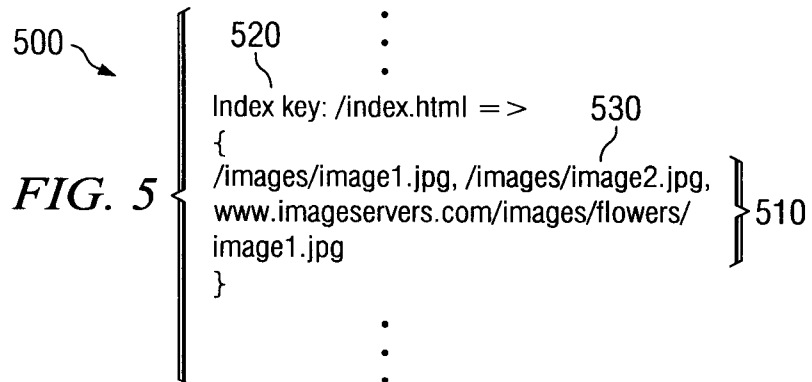 520
500
Index key: /index.html = >
530
{
/images/image1.jpg, /images/image2.jpg,
FIG. 5
www.imageservers.com/images/flowers/
510
image1.jpg
}